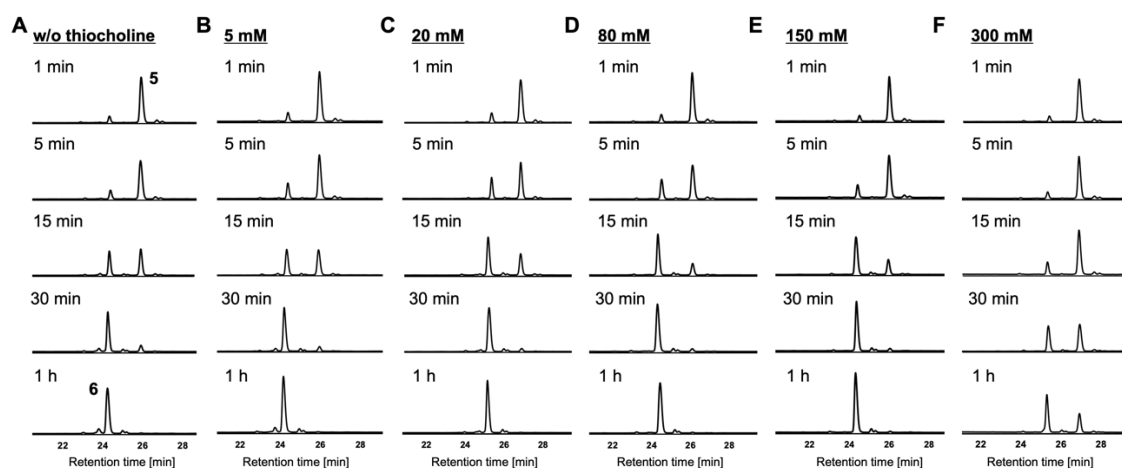 A w/o thiocholine B 5 mM C 20 mM D 80 mM E 150 mM F 300 mM
1 min 5 1 min 1 min 1 min 1 min 1 min
5 min 5 min 5 min 5 min 5 min 5 min
15 min 15 min 15 min 15 min 15 min 15 min
30 min 30 min 30 min 30 min 30 min 30 min
1 h 6 1 h 1 h 1 h 1 h 1 h
22 24 26 28 22 24 26 28 22 24 26 28 22 24 26 28 22 24 26 28 22 24 26 28
Retention time [min] Retention time [min] Retention time [min] Retention time [min] Retention time [min] Retention time [min]